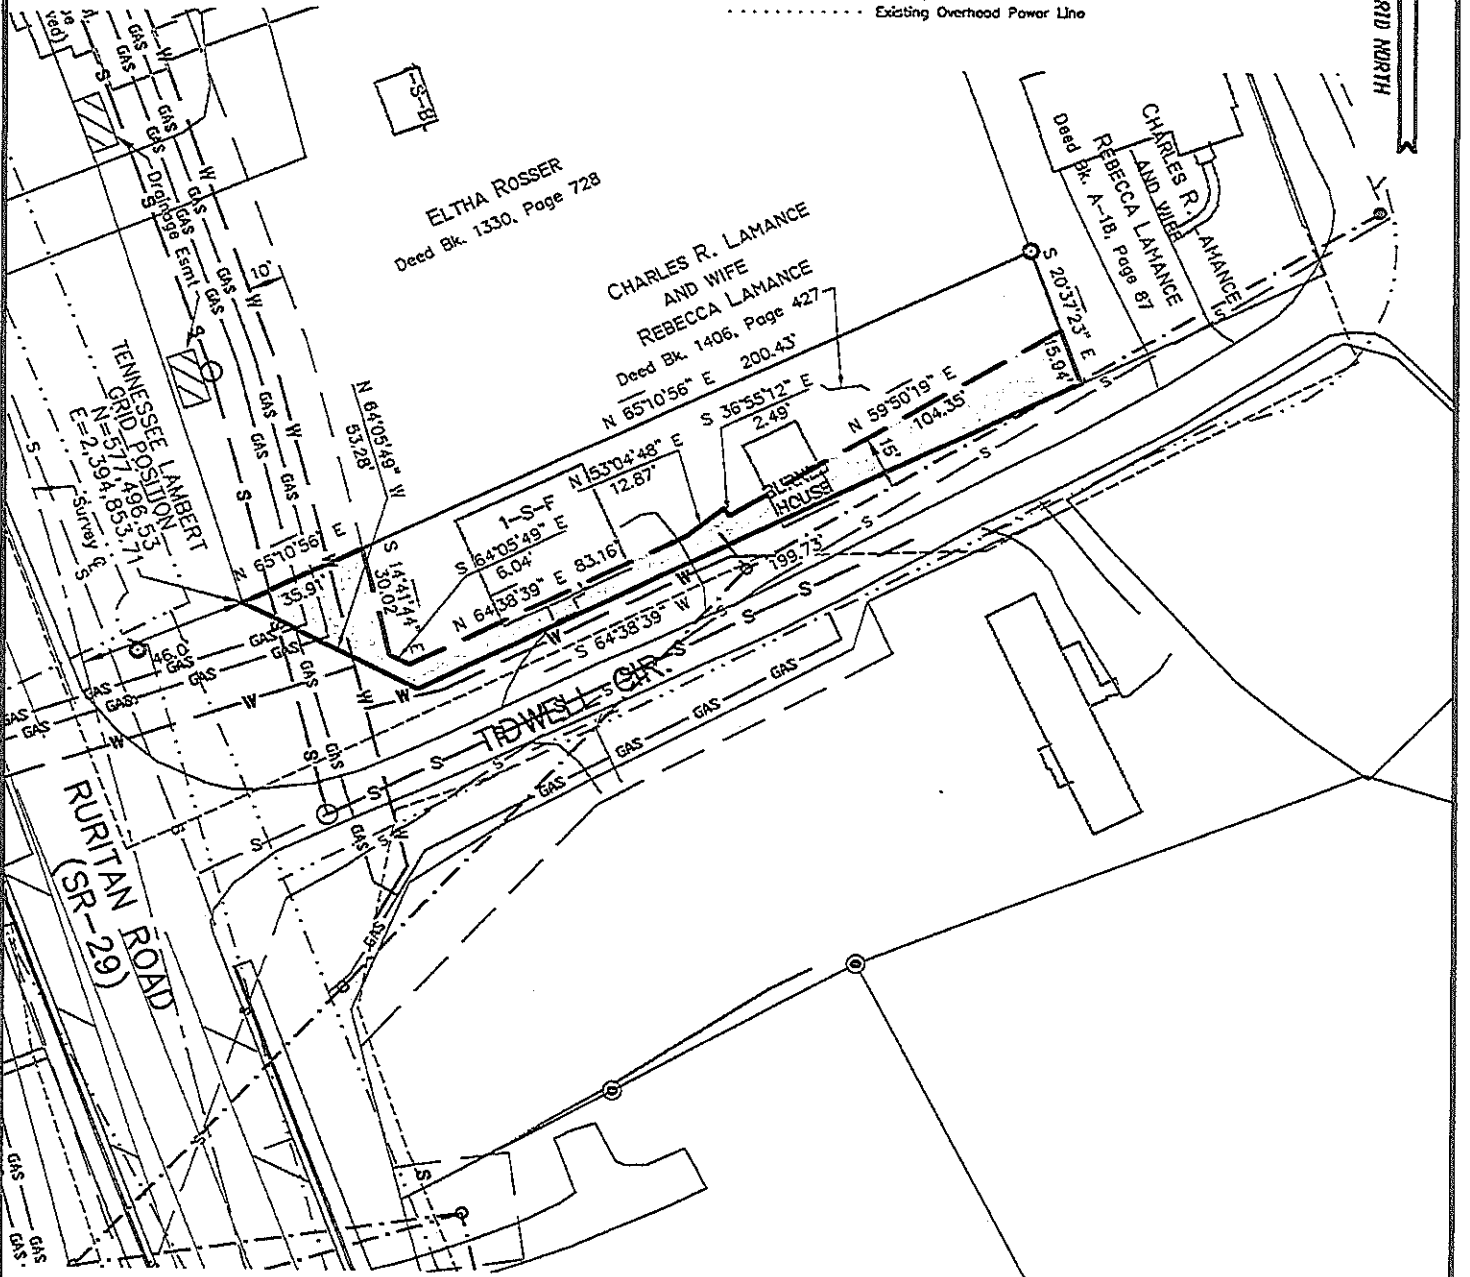 Existing Overhead Power Line
RID NORTH
1-S-B
ELTHA ROSSER
Deed Bk. 1330, Page 728
CHARLES R. LAMANCE
AND WIFE
REBECCA LAMANCE
Deed Bk. 1406, Page 427
CHARLES R. LAMANCE
AND WIFE
REBECCA LAMANCE
Deed Bk. A-18, Page 87
S 20°37'23" E
15.94'
N 65°10'56" E 200.43'
S 36°55'12" E
2.49'
N 59°50'19" E
104.35'
15'
N 53°04'48" E
12.87'
BURNED
HOUSE
1-S-F
S 64°05'49" E
6.04'
N 64°38'39" E 83.16'
199.73'
S 64°38'39" W
S 14°41'44" E
30.02'
N 64°05'49" W
53.28'
N 65°10'56" E
35.91'
10'
Drainage Esmt.
TENNESSEE LAMBERT
GRID POSITION
N=577,496.53
E=2,394,853.71
Survey
46.0'
TIDWELL CIR.
RURITAN ROAD
(SR-29)
GAS
GAS
GAS
W
W
S
S